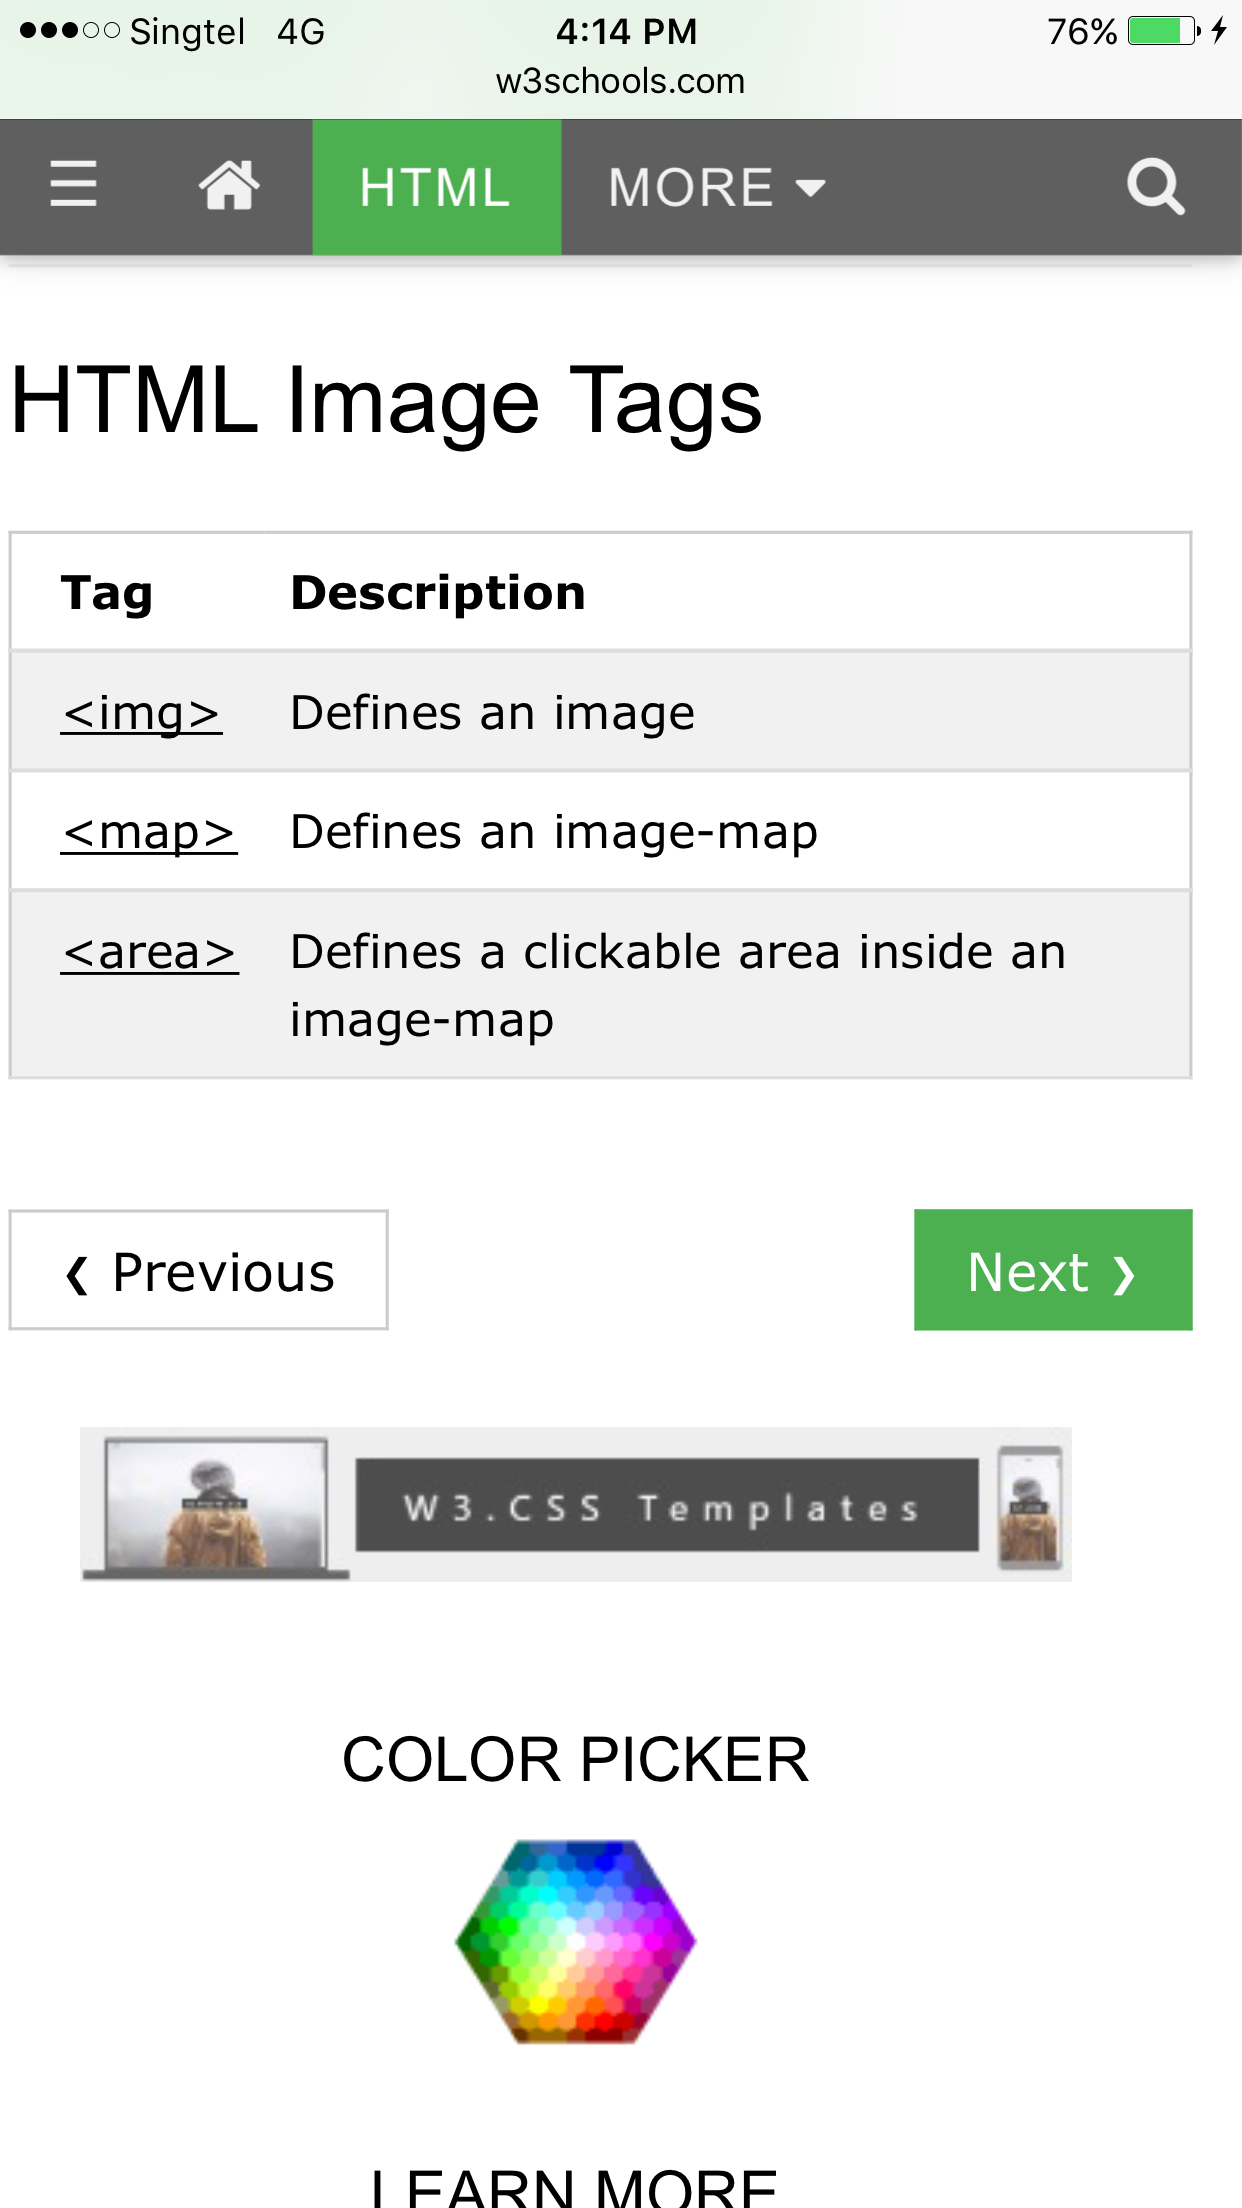 Singtel 4G 4:14 PM 76%
w3schools.com
HTML MORE
HTML Image Tags
Tag Description
<img> Defines an image
<map> Defines an image-map
<area> Defines a clickable area inside an
image-map
❮ Previous Next ❯
W3.CSS Templates
COLOR PICKER
LEARN MORE